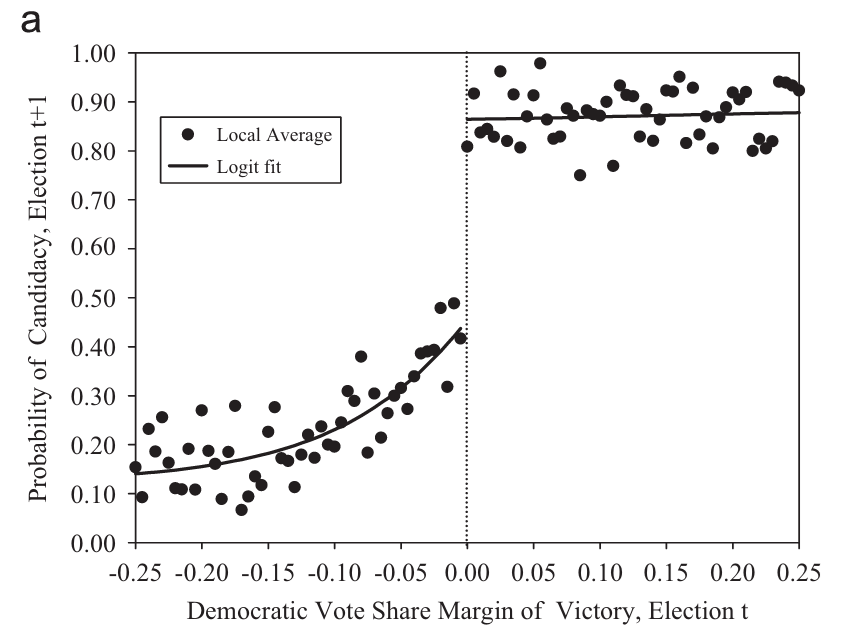 a
1.00
0.90
0.80
0.70
0.60
0.50
0.40
0.30
0.20
0.10
0.00
Probability of Candidacy, Election t+1
Local Average
Logit fit
-0.25 -0.20 -0.15 -0.10 -0.05 0.00 0.05 0.10 0.15 0.20 0.25
Democratic Vote Share Margin of Victory, Election t